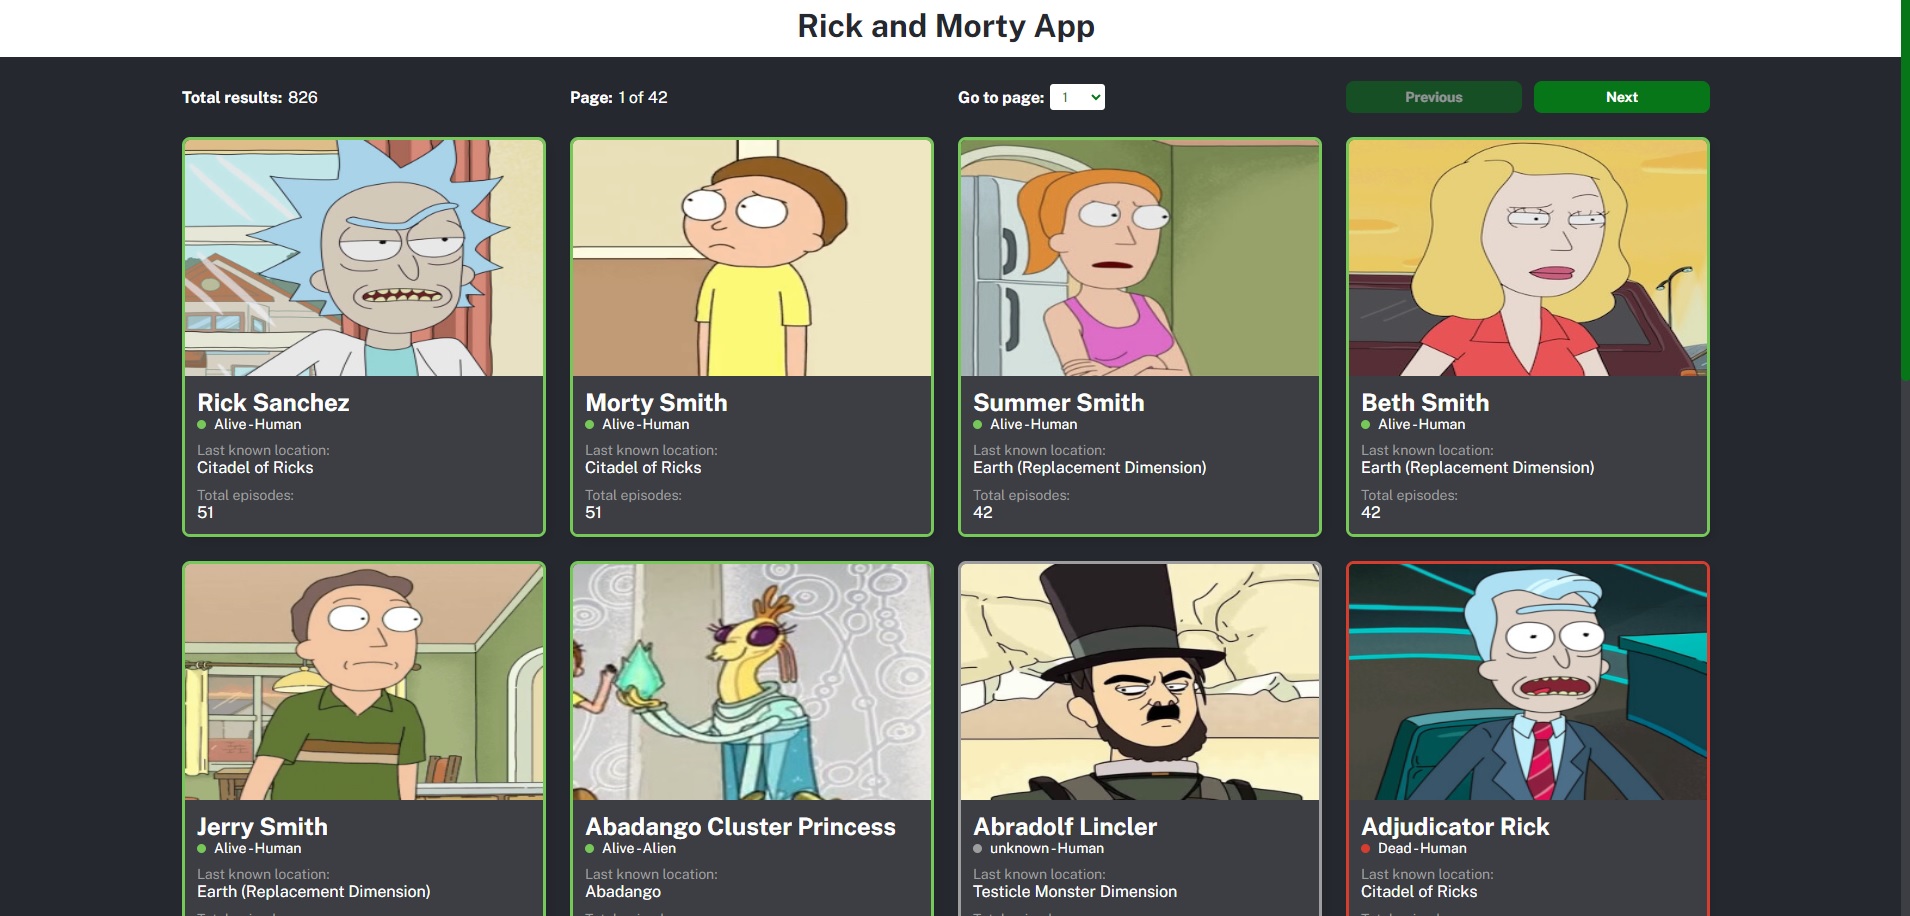 Rick and Morty App
Total results: 826
Page: 1 of 42
Go to page: 1
Previous
Next
Rick Sanchez
Alive - Human
Last known location:
Citadel of Ricks
Total episodes:
51
Morty Smith
Alive - Human
Last known location:
Citadel of Ricks
Total episodes:
51
Summer Smith
Alive - Human
Last known location:
Earth (Replacement Dimension)
Total episodes:
42
Beth Smith
Alive - Human
Last known location:
Earth (Replacement Dimension)
Total episodes:
42
Jerry Smith
Alive - Human
Last known location:
Earth (Replacement Dimension)
Abadango Cluster Princess
Alive - Alien
Last known location:
Abadango
Abradolf Lincler
unknown - Human
Last known location:
Testicle Monster Dimension
Adjudicator Rick
Dead - Human
Last known location:
Citadel of Ricks